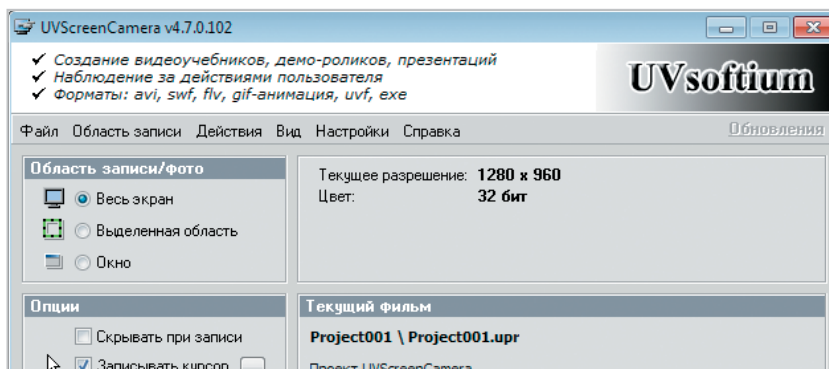 UVScreenCamera v4.7.0.102
Создание видеоучебников, демо-роликов, презентаций
Наблюдение за действиями пользователя
Форматы: avi, swf, flv, gif-анимация, uvf, exe
UVsoftium
Файл Область записи Действия Вид Настройки Справка Обновления
Область записи/фото
Весь экран
Выделенная область
Окно
Текущее разрешение: 1280 x 960
Цвет: 32 бит
Опции
Скрывать при записи
Записывать курсор
Текущий фильм
Project001 \ Project001.upr
Проект UVScreenCamera